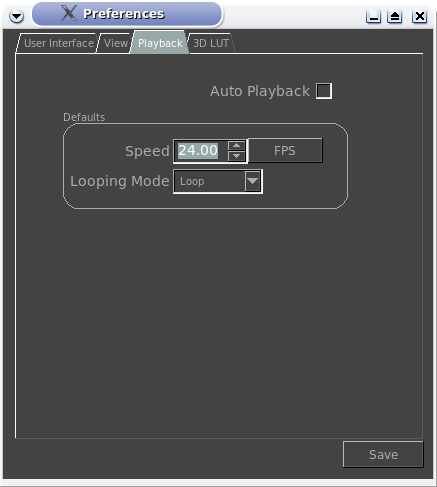 Preferences
User Interface View Playback 3D LUT
Auto Playback
Defaults
Speed 24.00 FPS
Looping Mode Loop
Save